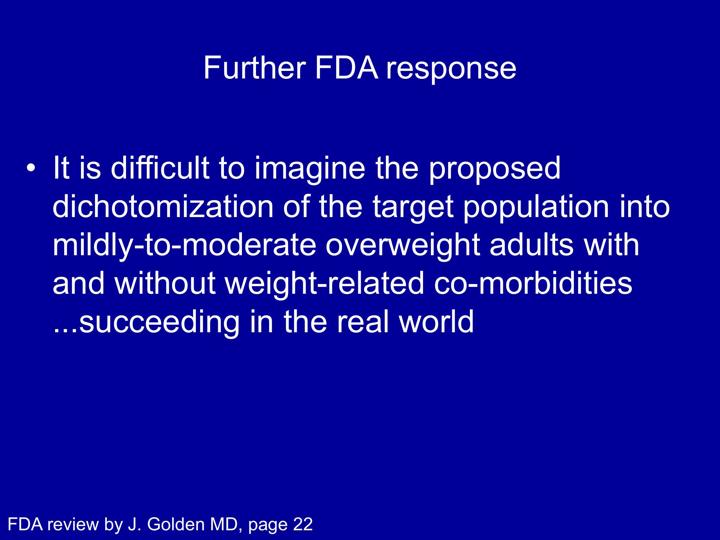 Further FDA response
• It is difficult to imagine the proposed
dichotomization of the target population into
mildly-to-moderate overweight adults with
and without weight-related co-morbidities
...succeeding in the real world
FDA review by J. Golden MD, page 22